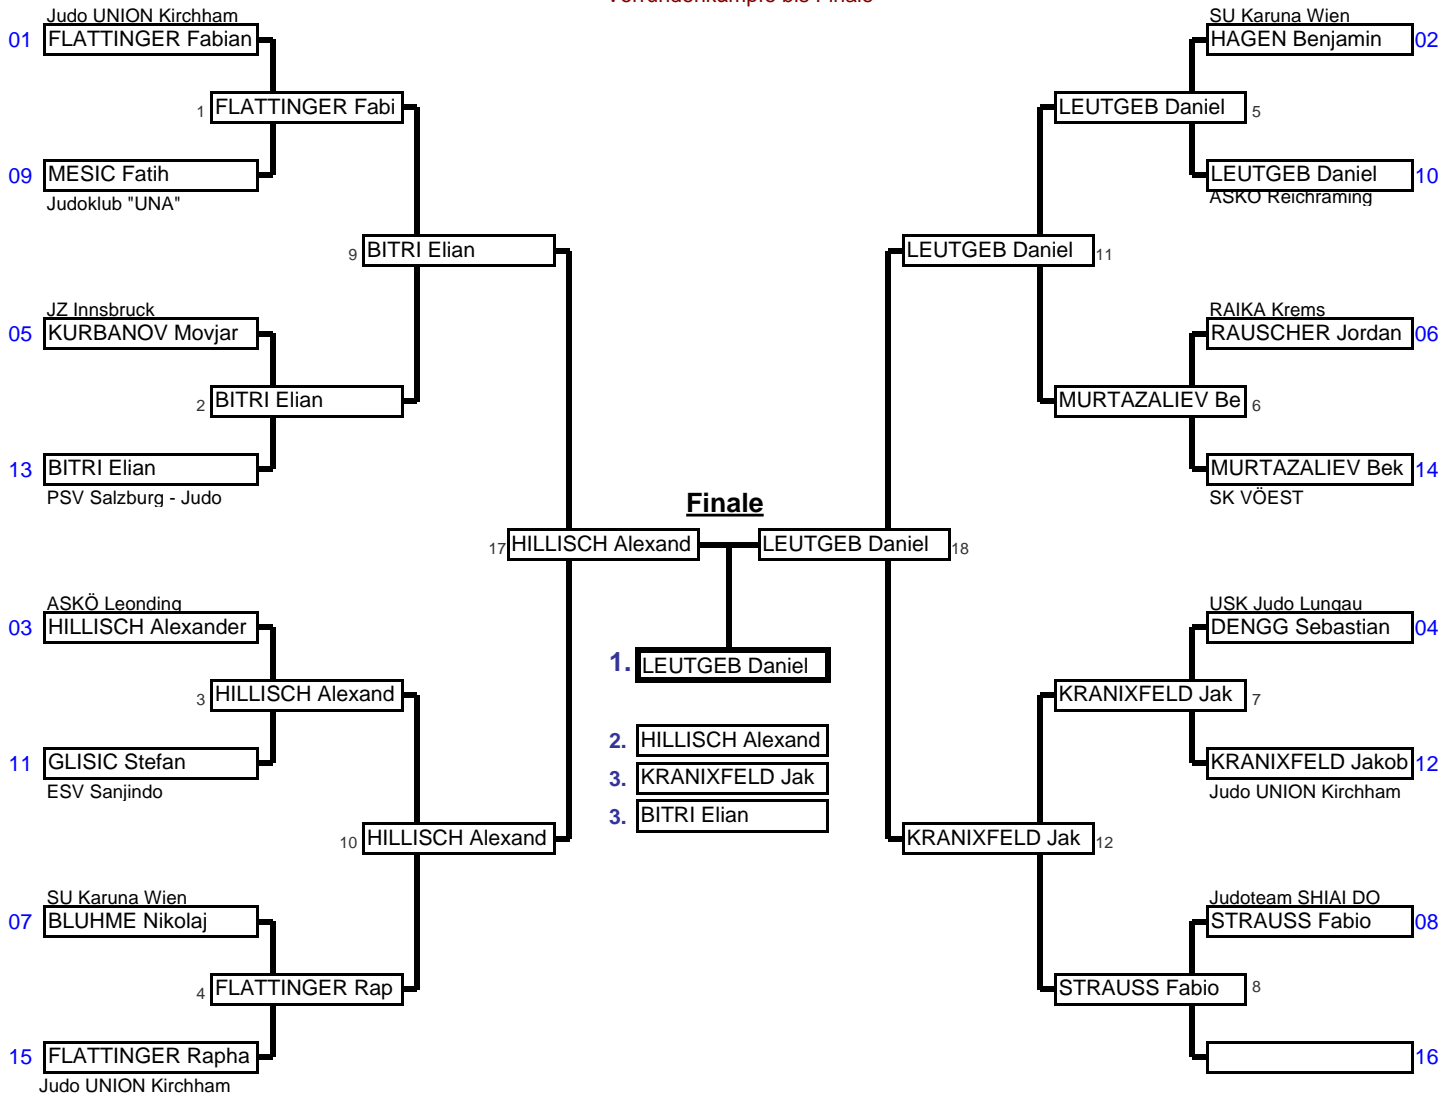 Vorrundenkämpfe bis Finale
Judo UNION Kirchham
01 FLATTINGER Fabian
1 FLATTINGER Fabi
09 MESIC Fatih
Judoklub "UNA"
9 BITRI Elian
JZ Innsbruck
05 KURBANOV Movjar
2 BITRI Elian
13 BITRI Elian
PSV Salzburg - Judo
17 HILLISCH Alexand
ASKÖ Leonding
03 HILLISCH Alexander
3 HILLISCH Alexand
11 GLISIC Stefan
ESV Sanjindo
10 HILLISCH Alexand
SU Karuna Wien
07 BLUHME Nikolaj
4 FLATTINGER Rap
15 FLATTINGER Rapha
Judo UNION Kirchham
Finale
1. LEUTGEB Daniel
2. HILLISCH Alexand
3. KRANIXFELD Jak
3. BITRI Elian
SU Karuna Wien
HAGEN Benjamin 02
LEUTGEB Daniel 5
LEUTGEB Daniel 10
ASKÖ Reichraming
LEUTGEB Daniel 11
RAIKA Krems
RAUSCHER Jordan 06
MURTAZALIEV Be 6
MURTAZALIEV Bek 14
SK VÖEST
LEUTGEB Daniel 18
USK Judo Lungau
DENGG Sebastian 04
KRANIXFELD Jak 7
KRANIXFELD Jakob 12
Judo UNION Kirchham
KRANIXFELD Jak 12
Judoteam SHIAI DO
STRAUSS Fabio 08
STRAUSS Fabio 8
16